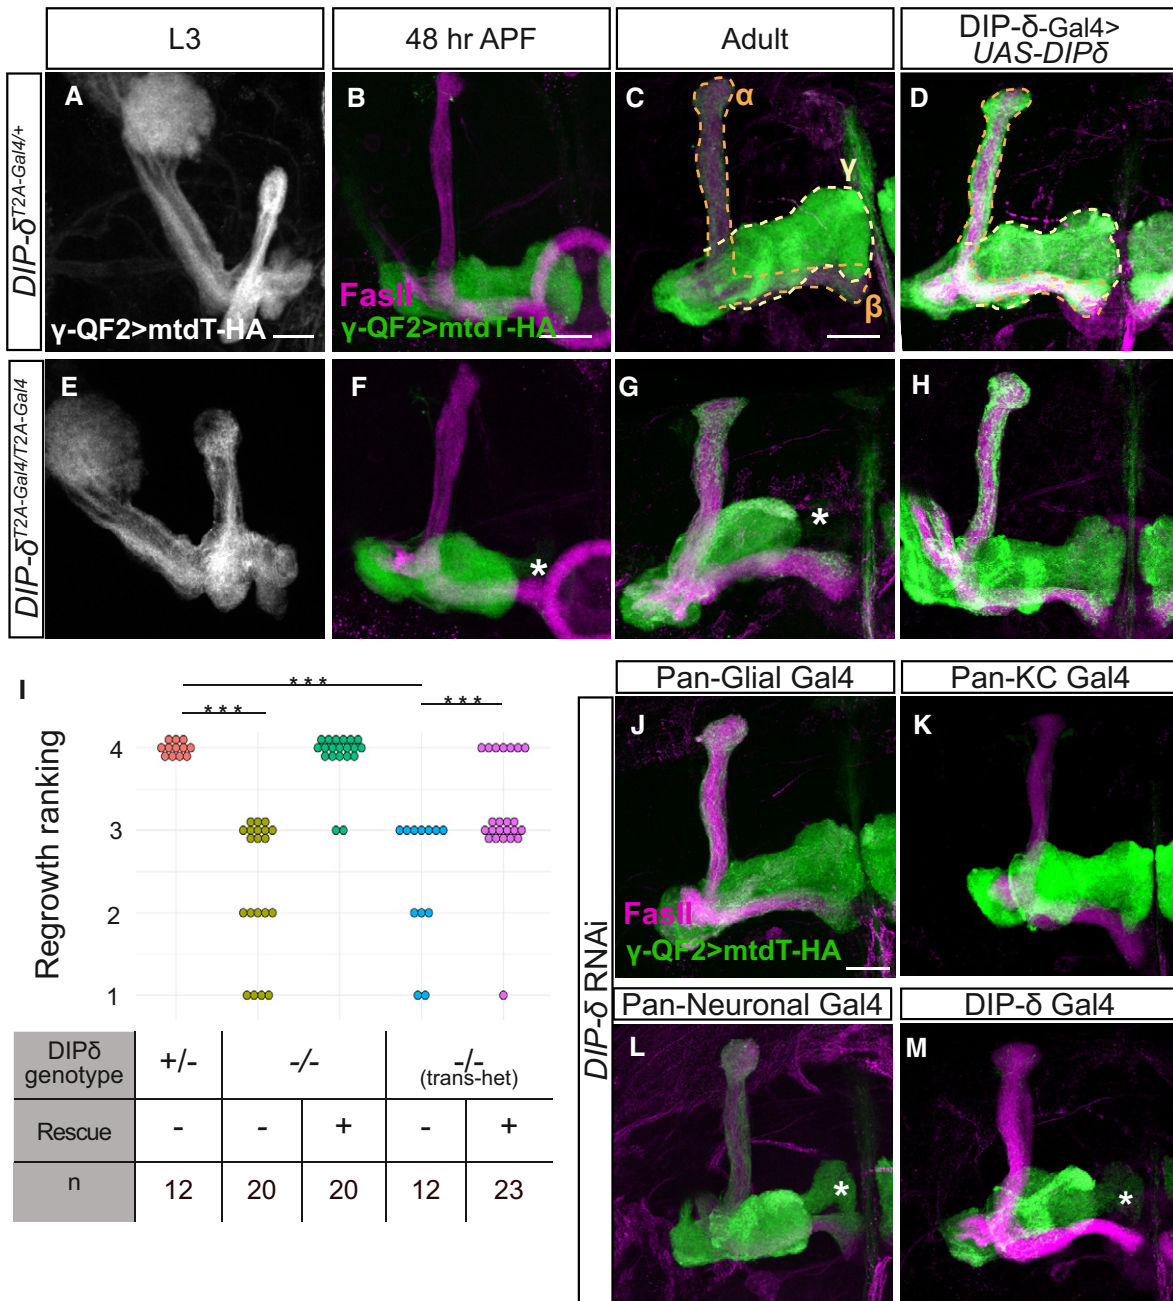 L3
48 hr APF
Adult
DIP-δ-Gal4>
UAS-DIPδ
DIP-δT2A-Gal4/+
A
γ-QF2>mtdT-HA
B
FasII
γ-QF2>mtdT-HA
C
α
γ
β
D
DIP-δT2A-Gal4/T2A-Gal4
E
F
*
G
*
H
I
***
***
***
Regrowth ranking
4
3
2
1
DIPδ
genotype
+/-
-/-
-/-
(trans-het)
Rescue
-
-
+
-
+
n
12
20
20
12
23
DIP-δ RNAi
Pan-Glial Gal4
Pan-KC Gal4
J
FasII
γ-QF2>mtdT-HA
K
Pan-Neuronal Gal4
DIP-δ Gal4
L
*
M
*